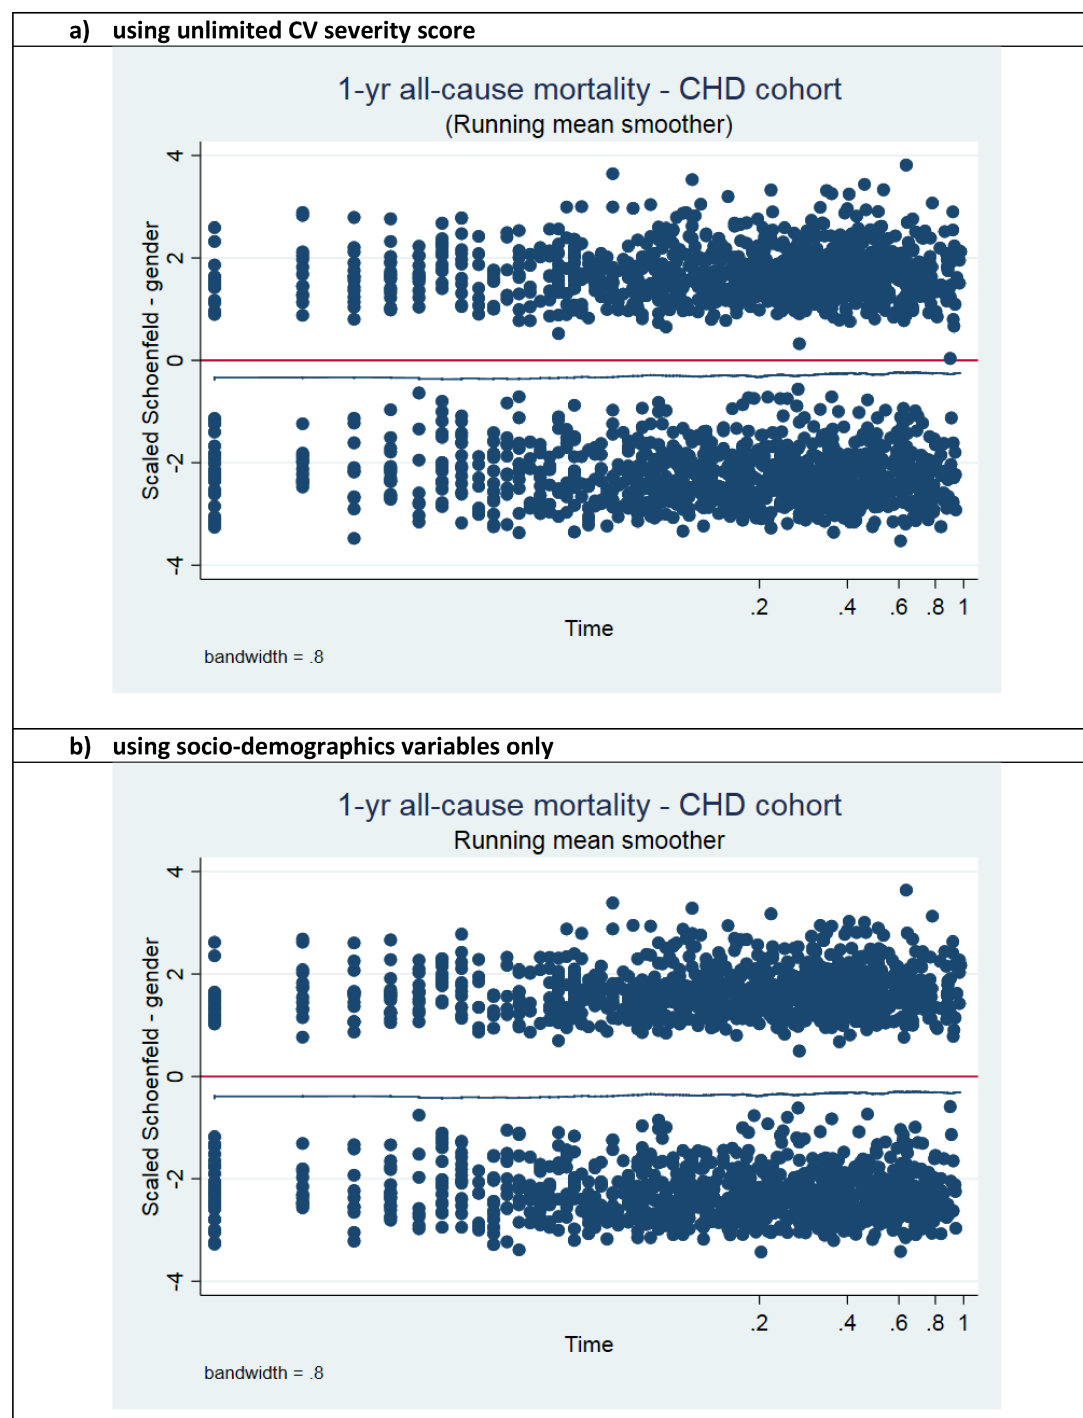 a) using unlimited CV severity score
1-yr all-cause mortality - CHD cohort
(Running mean smoother)
Scaled Schoenfeld - gender
4
2
0
-2
-4
.2 .4 .6 .8 1
Time
bandwidth = .8
b) using socio-demographics variables only
1-yr all-cause mortality - CHD cohort
Running mean smoother
Scaled Schoenfeld - gender
4
2
0
-2
-4
.2 .4 .6 .8 1
Time
bandwidth = .8